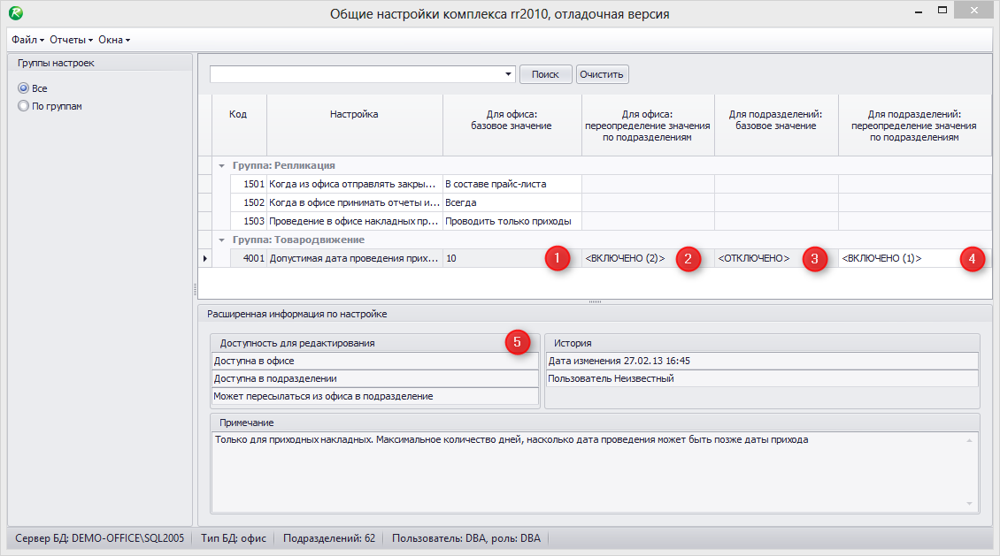 Общие настройки комплекса rr2010, отладочная версия
Файл Отчеты Окна
Группы настроек
Все
По группам
Поиск Очистить
Код
Настройка
Для офиса:
базовое значение
Для офиса:
переопределение значения
по подразделениям
Для подразделений:
базовое значение
Для подразделений:
переопределение значения
по подразделениям
Группа: Репликация
1501 Когда из офиса отправлять закры... В составе прайс-листа
1502 Когда в офисе принимать отчеты и... Всегда
1503 Проведение в офисе накладных пр... Проводить только приходы
Группа: Товародвижение
4001 Допустимая дата проведения прих... 10 1 <ВКЛЮЧЕНО (2)> 2 <ОТКЛЮЧЕНО> 3 <ВКЛЮЧЕНО (1)> 4
Расширенная информация по настройке
Доступность для редактирования 5
Доступна в офисе
Доступна в подразделении
Может пересылаться из офиса в подразделение
История
Дата изменения 27.02.13 16:45
Пользователь Неизвестный
Примечание
Только для приходных накладных. Максимальное количество дней, насколько дата проведения может быть позже даты прихода
Сервер БД: DEMO-OFFICE\SQL2005 Тип БД: офис Подразделений: 62 Пользователь: DBA, роль: DBA